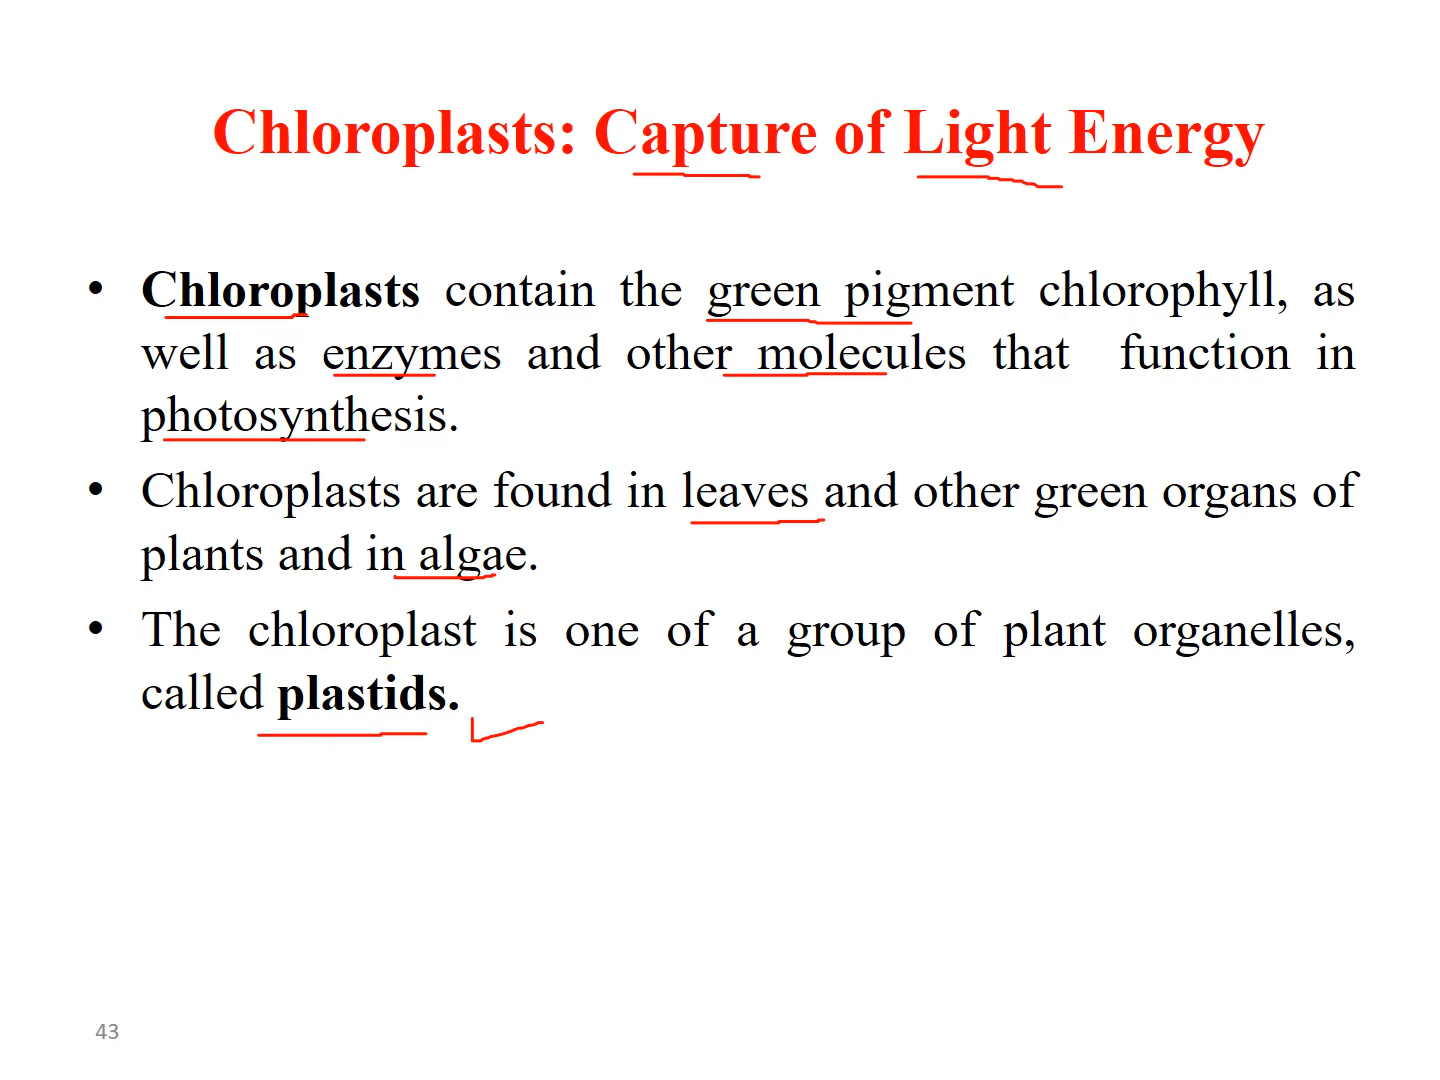 Chloroplasts: Capture of Light Energy
• Chloroplasts contain the green pigment chlorophyll, as
well as enzymes and other molecules that function in
photosynthesis.
• Chloroplasts are found in leaves and other green organs of
plants and in algae.
• The chloroplast is one of a group of plant organelles,
called plastids.
43